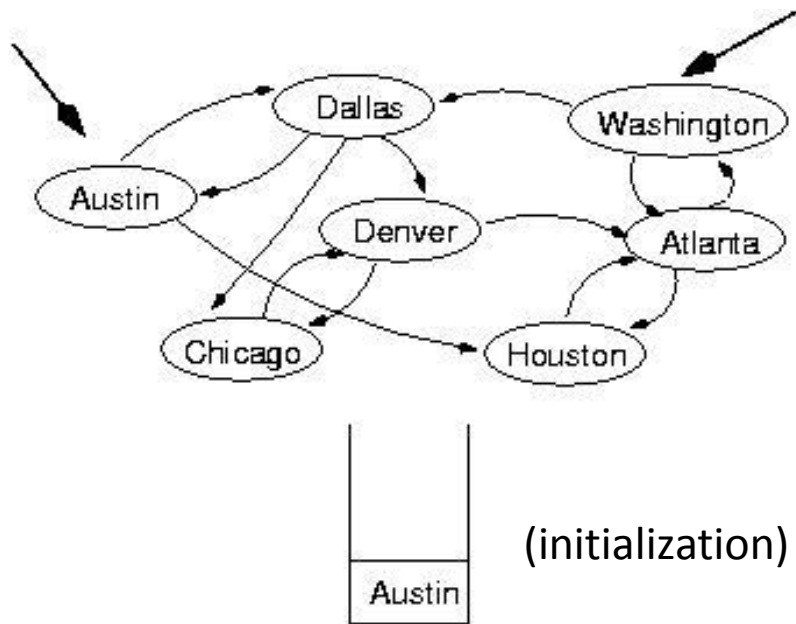 Dallas
Washington
Austin
Denver
Atlanta
Chicago
Houston
(initialization)
Austin